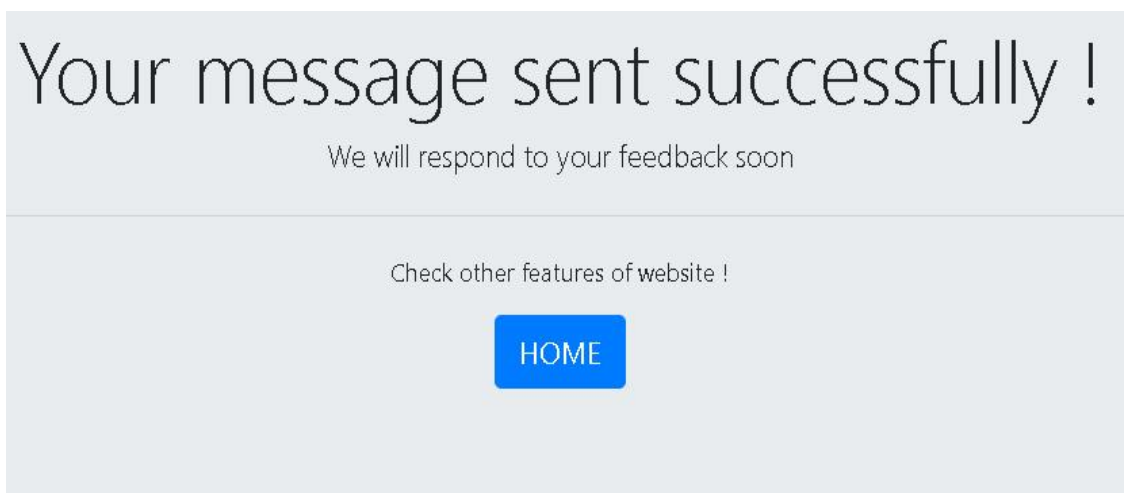 Your message sent successfully !
We will respond to your feedback soon
Check other features of website !
HOME